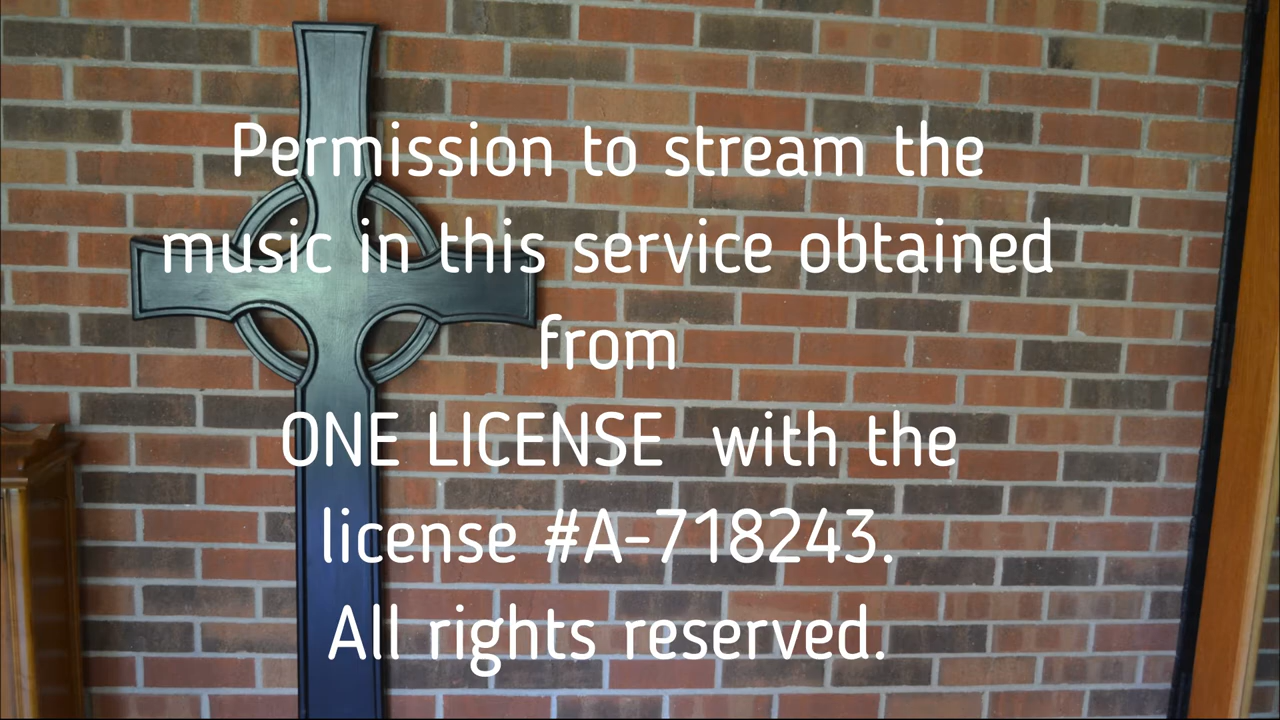 Permission to stream the
music in this service obtained
from
ONE LICENSE with the
license #A-718243.
All rights reserved.